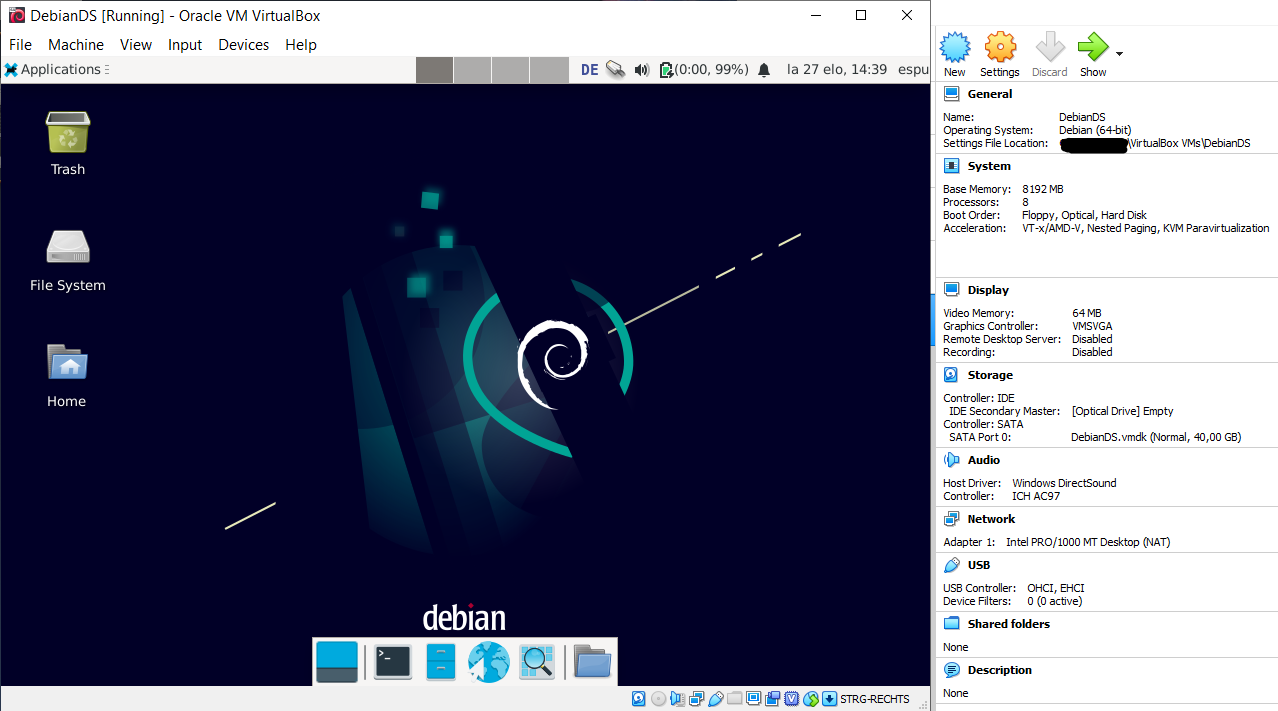 DebianDS [Running] - Oracle VM VirtualBox
File Machine View Input Devices Help
Applications
DE (0:00, 99%) la 27 elo, 14:39 espu
Trash
File System
Home
>_
debian
STRG-RECHTS
New Settings Discard Show
General
Name: DebianDS
Operating System: Debian (64-bit)
Settings File Location: \VirtualBox VMs\DebianDS
System
Base Memory: 8192 MB
Processors: 8
Boot Order: Floppy, Optical, Hard Disk
Acceleration: VT-x/AMD-V, Nested Paging, KVM Paravirtualization
Display
Video Memory: 64 MB
Graphics Controller: VMSVGA
Remote Desktop Server: Disabled
Recording: Disabled
Storage
Controller: IDE
IDE Secondary Master: [Optical Drive] Empty
Controller: SATA
SATA Port 0: DebianDS.vmdk (Normal, 40,00 GB)
Audio
Host Driver: Windows DirectSound
Controller: ICH AC97
Network
Adapter 1: Intel PRO/1000 MT Desktop (NAT)
USB
USB Controller: OHCI, EHCI
Device Filters: 0 (0 active)
Shared folders
None
Description
None